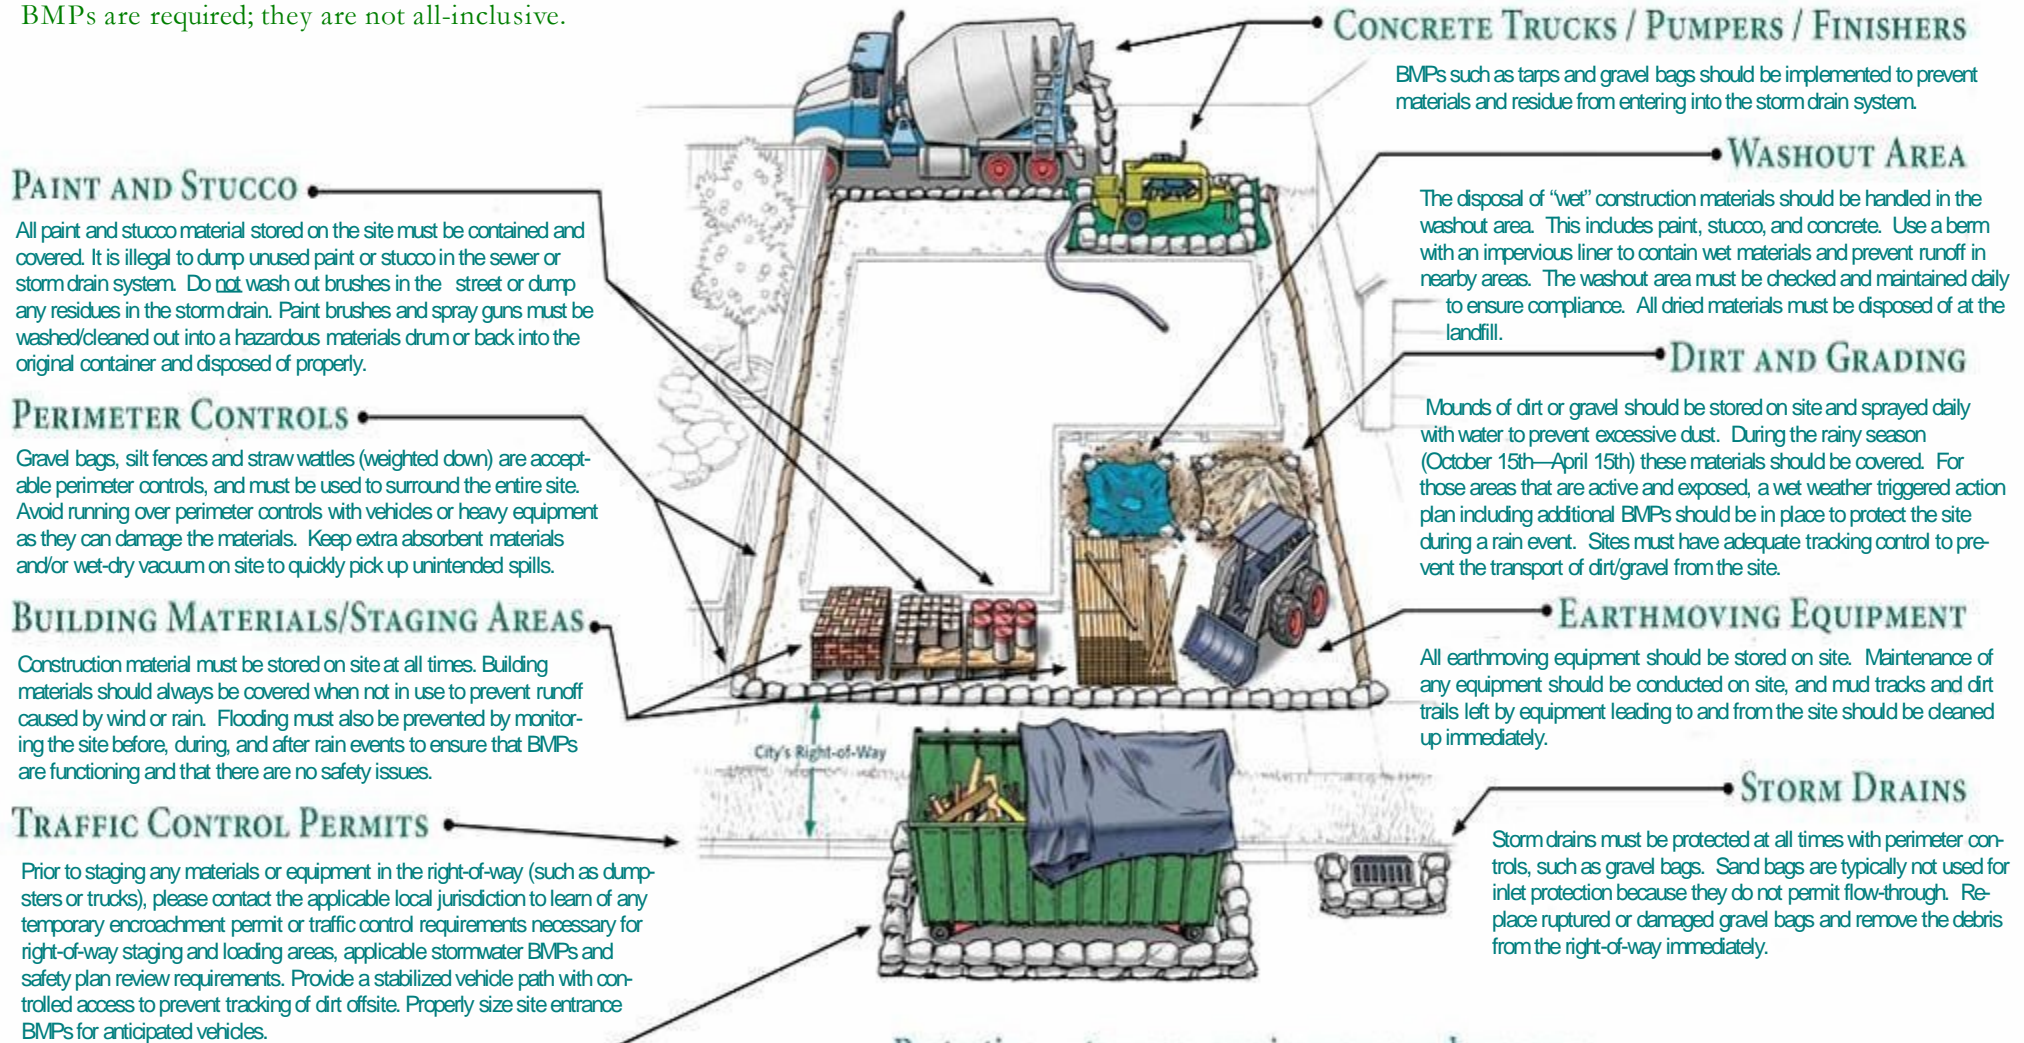 BMPs are required; they are not all-inclusive.
PAINT AND STUCCO
All paint and stucco material stored on the site must be contained and
covered. It is illegal to dump unused paint or stucco in the sewer or
storm drain system. Do not wash out brushes in the street or dump
any residues in the storm drain. Paint brushes and spray guns must be
washed/cleaned out into a hazardous materials drum or back into the
original container and disposed of properly.
PERIMETER CONTROLS
Gravel bags, silt fences and straw wattles (weighted down) are accept-
able perimeter controls, and must be used to surround the entire site.
Avoid running over perimeter controls with vehicles or heavy equipment
as they can damage the materials. Keep extra absorbent materials
and/or wet-dry vacuum on site to quickly pick up unintended spills.
BUILDING MATERIALS/STAGING AREAS
Construction material must be stored on site at all times. Building
materials should always be covered when not in use to prevent runoff
caused by wind or rain. Flooding must also be prevented by monitor-
ing the site before, during, and after rain events to ensure that BMPs
are functioning and that there are no safety issues.
TRAFFIC CONTROL PERMITS
Prior to staging any materials or equipment in the right-of-way (such as dump-
sters or trucks), please contact the applicable local jurisdiction to learn of any
temporary encroachment permit or traffic control requirements necessary for
right-of-way staging and loading areas, applicable stormwater BMPs and
safety plan review requirements. Provide a stabilized vehicle path with con-
trolled access to prevent tracking of dirt offsite. Properly size site entrance
BMPs for anticipated vehicles.
City's Right-of-Way
CONCRETE TRUCKS / PUMPERS / FINISHERS
BMPs such as tarps and gravel bags should be implemented to prevent
materials and residue from entering into the storm drain system.
WASHOUT AREA
The disposal of “wet” construction materials should be handled in the
washout area. This includes paint, stucco, and concrete. Use a berm
with an impervious liner to contain wet materials and prevent runoff in
nearby areas. The washout area must be checked and maintained daily
to ensure compliance. All dried materials must be disposed of at the
landfill.
DIRT AND GRADING
Mounds of dirt or gravel should be stored on site and sprayed daily
with water to prevent excessive dust. During the rainy season
(October 15th—April 15th) these materials should be covered. For
those areas that are active and exposed, a wet weather triggered action
plan including additional BMPs should be in place to protect the site
during a rain event. Sites must have adequate tracking control to pre-
vent the transport of dirt/gravel from the site.
EARTHMOVING EQUIPMENT
All earthmoving equipment should be stored on site. Maintenance of
any equipment should be conducted on site, and mud tracks and dirt
trails left by equipment leading to and from the site should be cleaned
up immediately.
STORM DRAINS
Storm drains must be protected at all times with perimeter con-
trols, such as gravel bags. Sand bags are typically not used for
inlet protection because they do not permit flow-through. Re-
place ruptured or damaged gravel bags and remove the debris
from the right-of-way immediately.